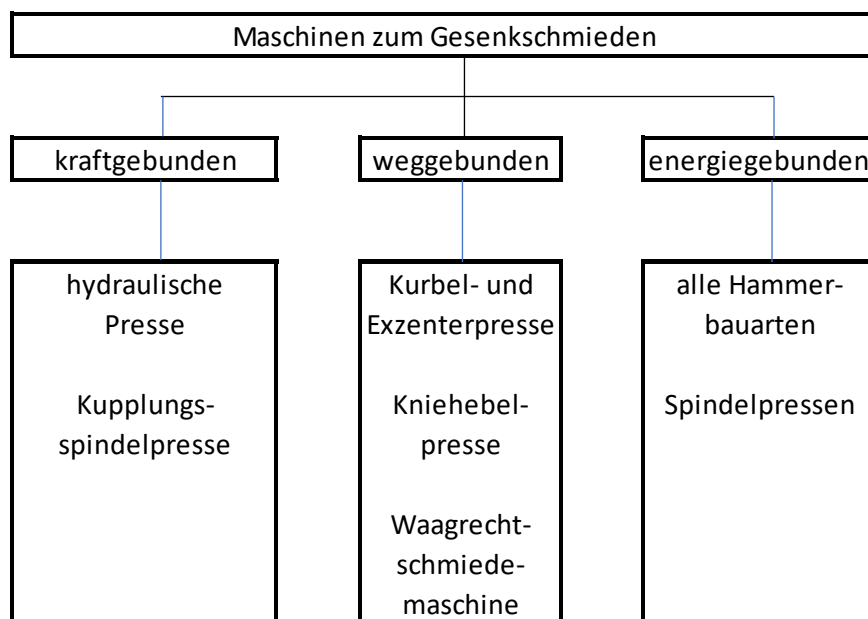 Maschinen zum Gesenkschmieden
kraftgebunden
weggebunden
energiegebunden
hydraulische
Presse
Kupplungs-
spindelpresse
Kurbel- und
Exzenterpresse
Kniehebel-
presse
Waagrecht-
schmiede-
maschine
alle Hammer-
bauarten
Spindelpressen